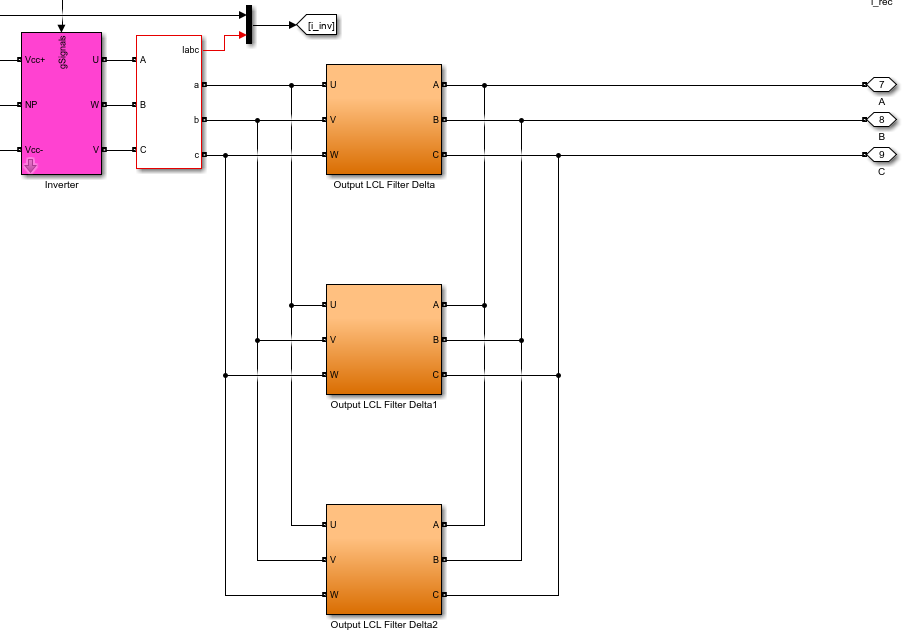 i_rec
[i_inv]
gSignals
Vcc+
NP
Vcc-
U
W
V
Inverter
A
B
C
Iabc
a
b
c
U
V
W
A
B
C
Output LCL Filter Delta
7
A
8
B
9
C
U
V
W
A
B
C
Output LCL Filter Delta1
U
V
W
A
B
C
Output LCL Filter Delta2